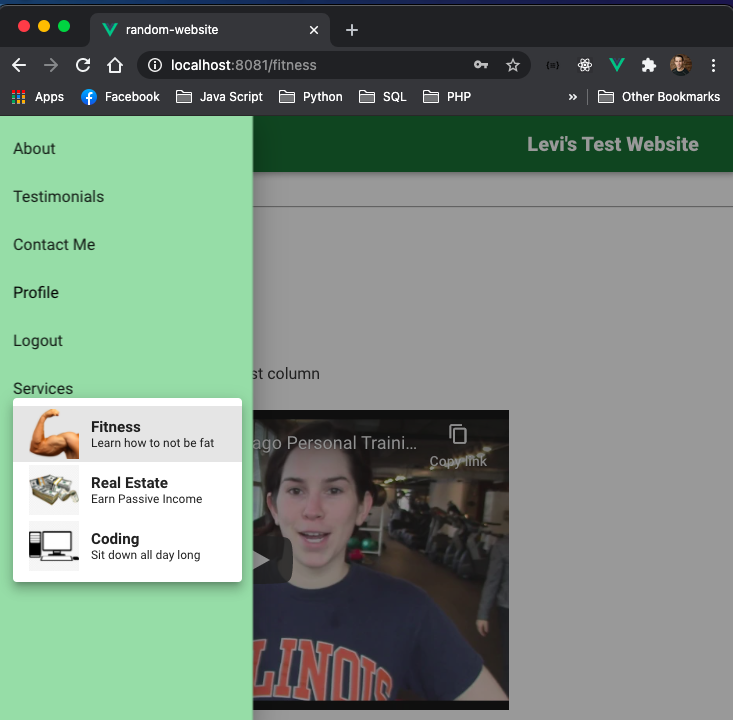 random-website
localhost:8081/fitness
Apps
Facebook
Java Script
Python
SQL
PHP
»
Other Bookmarks
Levi's Test Website
About
Testimonials
Contact Me
Profile
Logout
Services
st column
Fitness
Learn how to not be fat
Real Estate
Earn Passive Income
Coding
Sit down all day long
ago Personal Traini...
Copy link
ILLINOIS